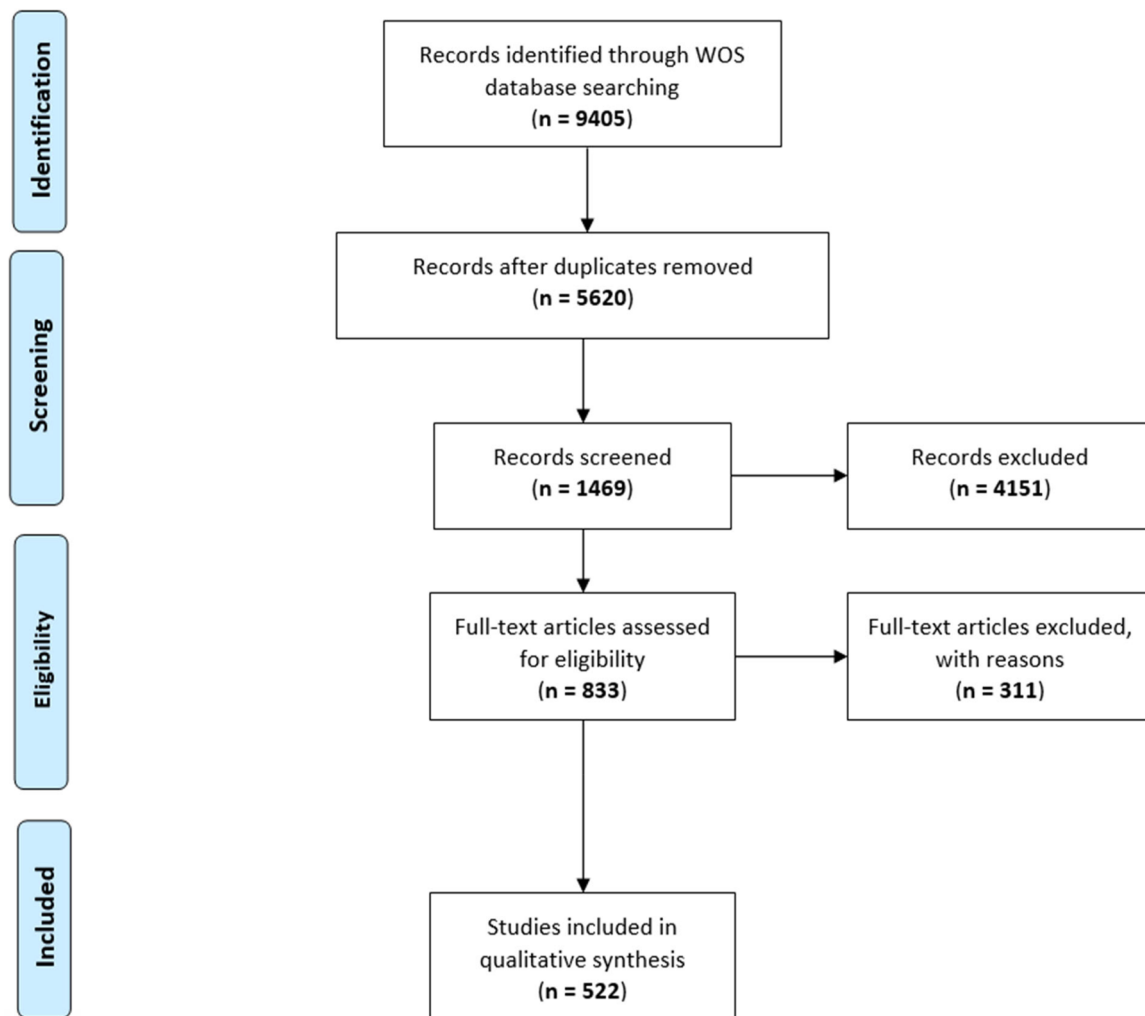 Identification
Records identified through WOS
database searching
(n = 9405)
Records after duplicates removed
(n = 5620)
Screening
Records screened
(n = 1469)
Records excluded
(n = 4151)
Eligibility
Full-text articles assessed
for eligibility
(n = 833)
Full-text articles excluded,
with reasons
(n = 311)
Included
Studies included in
qualitative synthesis
(n = 522)